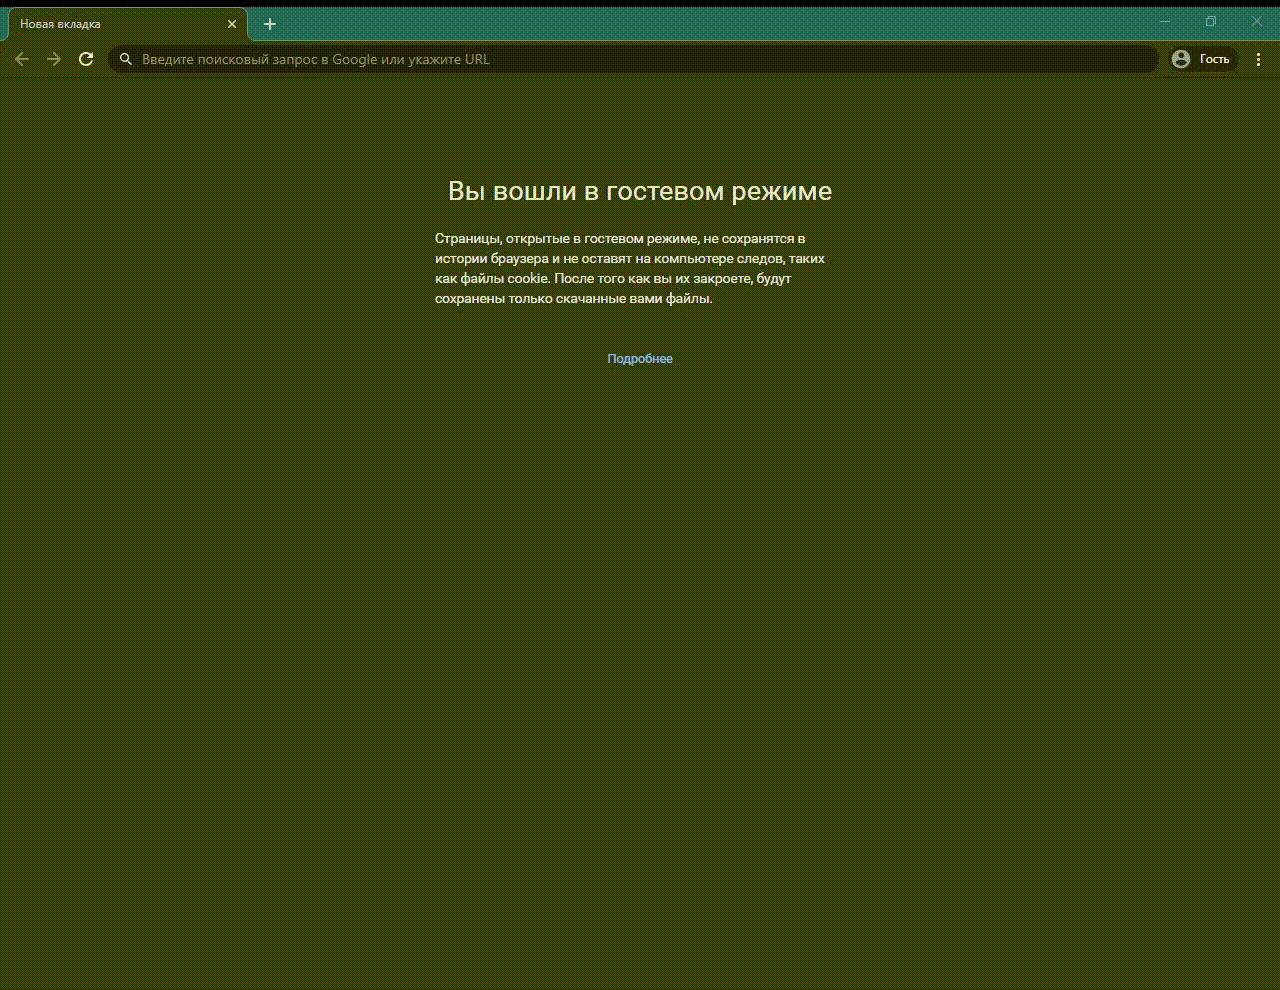 Новая вкладка
Введите поисковый запрос в Google или укажите URL
Гость
Вы вошли в гостевом режиме
Страницы, открытые в гостевом режиме, не сохранятся в
истории браузера и не оставят на компьютере следов, таких
как файлы cookie. После того как вы их закроете, будут
сохранены только скачанные вами файлы.
Подробнее